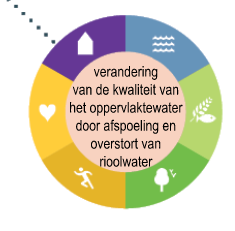 verandering
van de kwaliteit van
het oppervlaktewater
door afspoeling en
overstort van
rioolwater